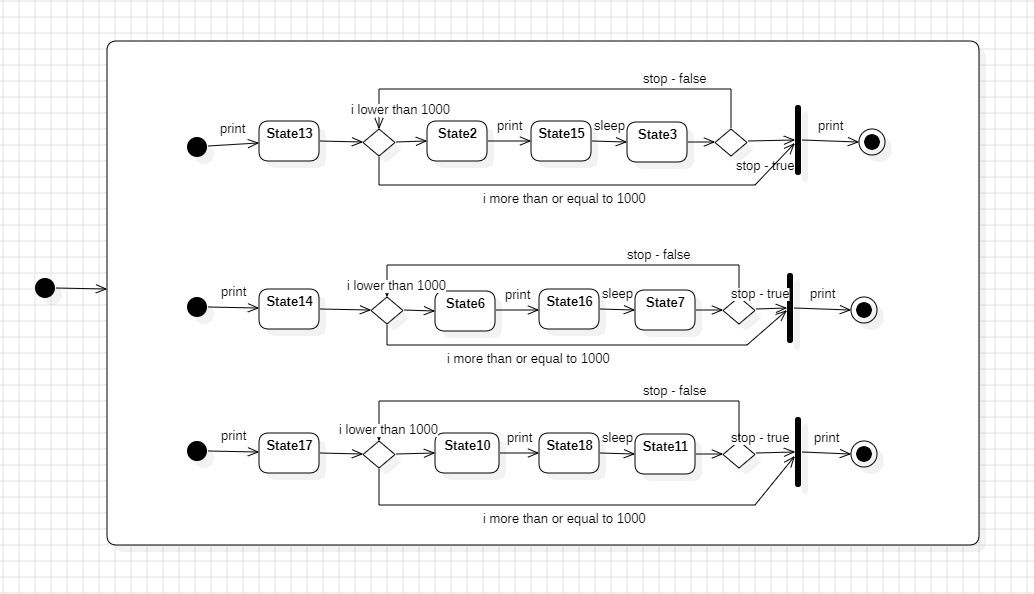 stop - false
i lower than 1000
print
State13
State2
print
State15
sleep
State3
print
stop - true
i more than or equal to 1000
stop - false
i lower than 1000
print
State14
State6
print
State16
sleep
State7
stop - true
print
i more than or equal to 1000
stop - false
i lower than 1000
print
State17
State10
print
State18
sleep
State11
stop - true
print
i more than or equal to 1000